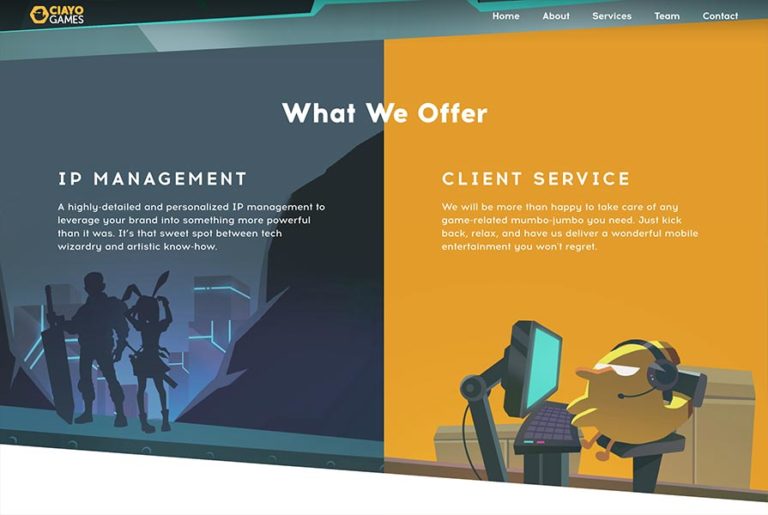 CIAYO
GAMES
Home About Services Team Contact
What We Offer
IP MANAGEMENT
A highly-detailed and personalized IP management to
leverage your brand into something more powerful
than it was. It's that sweet spot between tech
wizardry and artistic know-how.
CLIENT SERVICE
We will be more than happy to take care of any
game-related mumbo-jumbo you need. Just kick
back, relax, and have us deliver a wonderful mobile
entertainment you won't regret.